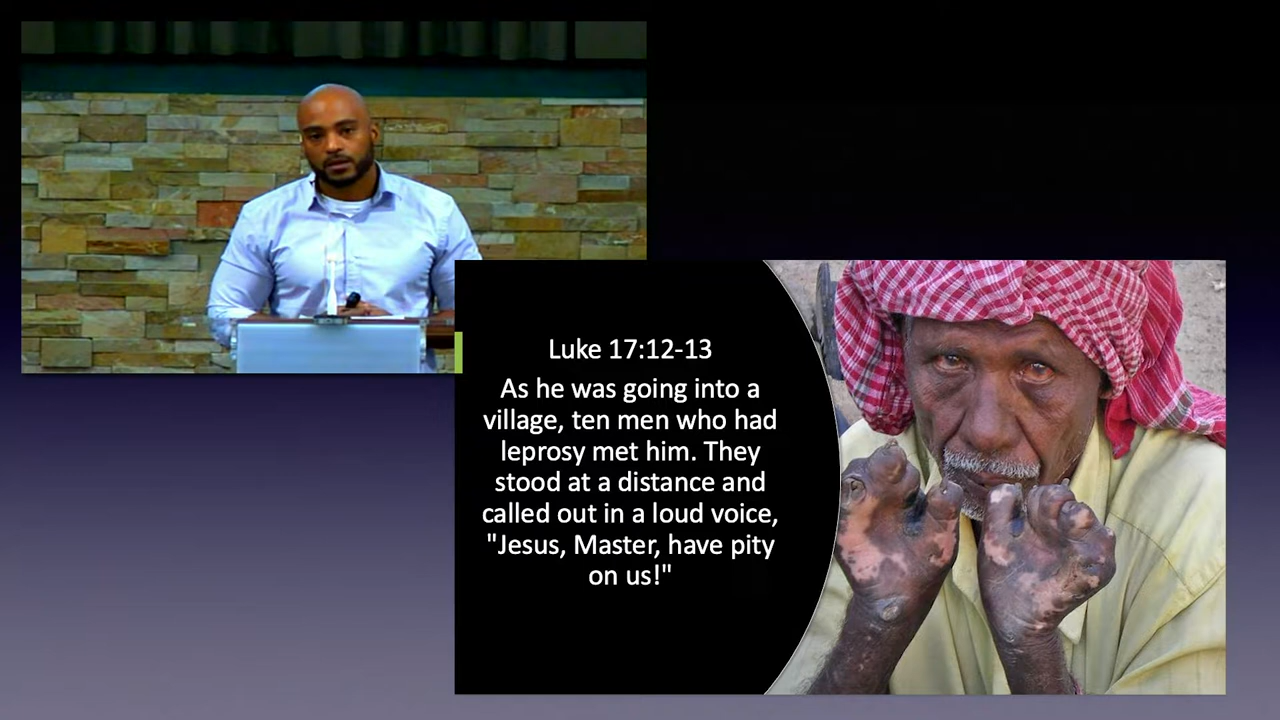 Luke 17:12-13
As he was going into a
village, ten men who had
leprosy met him. They
stood at a distance and
called out in a loud voice,
"Jesus, Master, have pity
on us!"